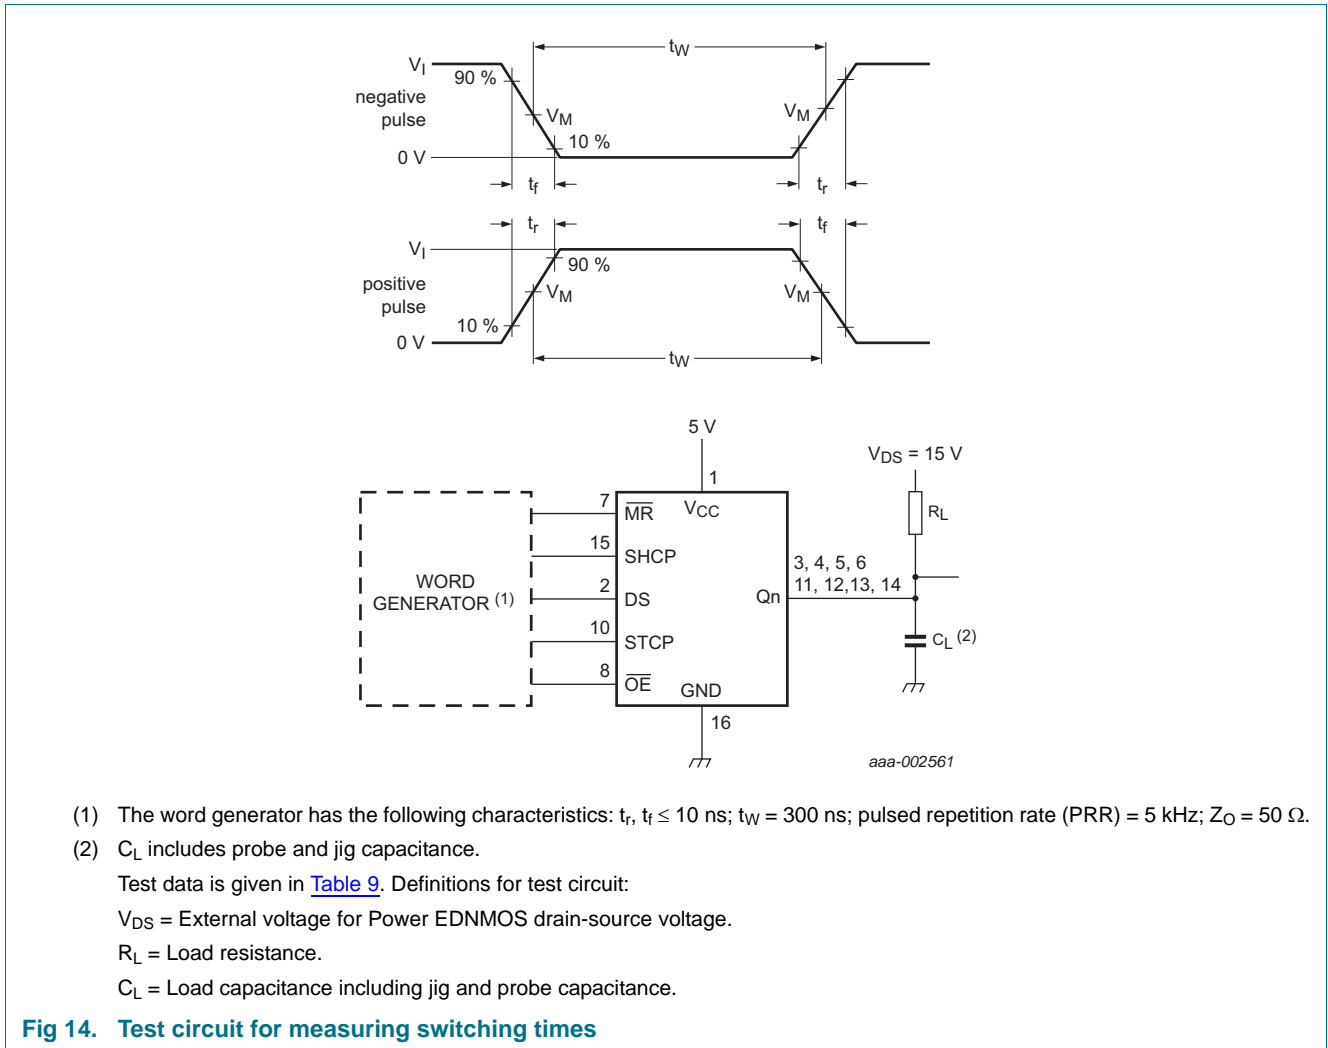 tW
VI
90 %
negative
pulse
VM
VM
10 %
0 V
tf
tr
tr
tf
VI
90 %
positive
pulse
VM
VM
10 %
0 V
tW
5 V
VDS = 15 V
1
7
MR
VCC
RL
15
SHCP
3, 4, 5, 6
WORD
GENERATOR (1)
2
DS
Qn
11, 12,13, 14
10
STCP
CL (2)
8
OE
GND
16
aaa-002561
(1) The word generator has the following characteristics: tr, tf ≤ 10 ns; tW = 300 ns; pulsed repetition rate (PRR) = 5 kHz; ZO = 50 Ω.
(2) CL includes probe and jig capacitance.
Test data is given in Table 9. Definitions for test circuit:
VDS = External voltage for Power EDNMOS drain-source voltage.
RL = Load resistance.
CL = Load capacitance including jig and probe capacitance.
Fig 14. Test circuit for measuring switching times